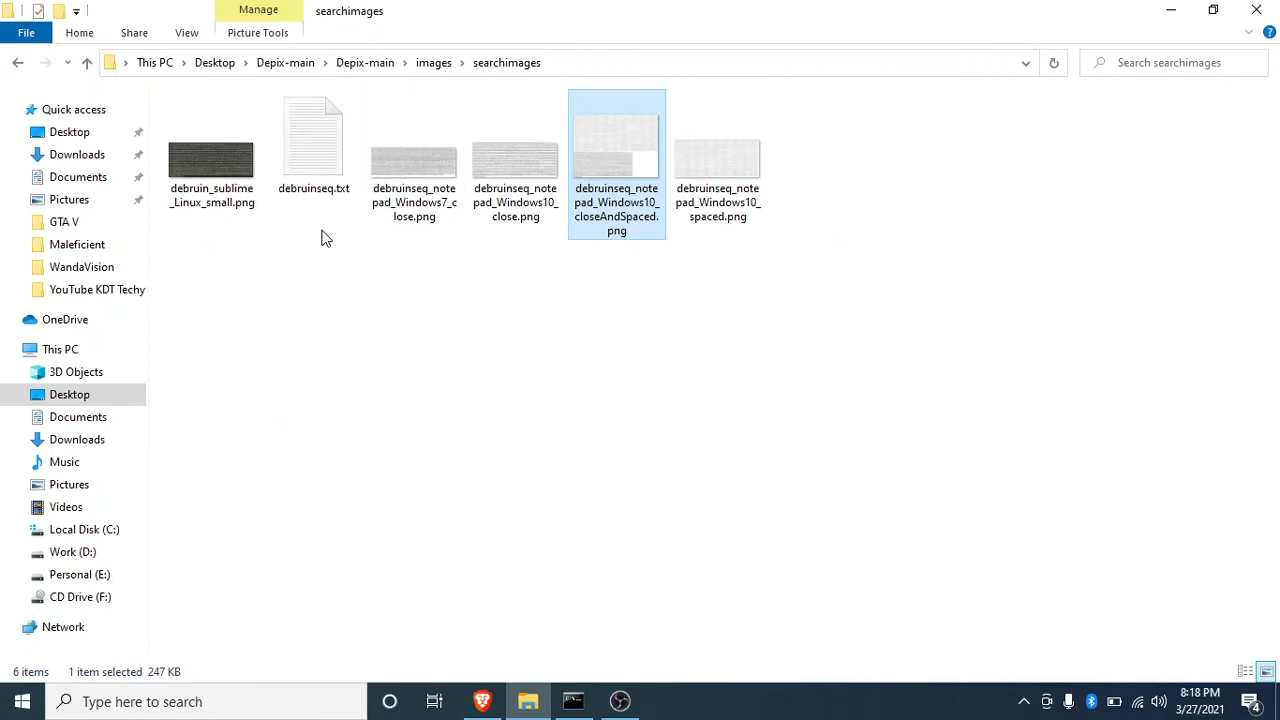 Manage
searchimages
File
Home
Share
View
Picture Tools
This PC
Desktop
Depix-main
Depix-main
images
searchimages
Search searchimages
Quick access
Desktop
Downloads
Documents
Pictures
GTA V
Maleficient
WandaVision
YouTube KDT Techy
OneDrive
This PC
3D Objects
Desktop
Documents
Downloads
Music
Pictures
Videos
Local Disk (C:)
Work (D:)
Personal (E:)
CD Drive (F:)
Network
debruin_sublime
_Linux_small.png
debruinseq.txt
debruinseq_note
pad_Windows7_c
lose.png
debruinseq_note
pad_Windows10_
close.png
debruinseq_note
pad_Windows10_
closeAndSpaced.
png
debruinseq_note
pad_Windows10_
spaced.png
6 items
1 item selected 247 KB
Type here to search
8:18 PM
3/27/2021
4